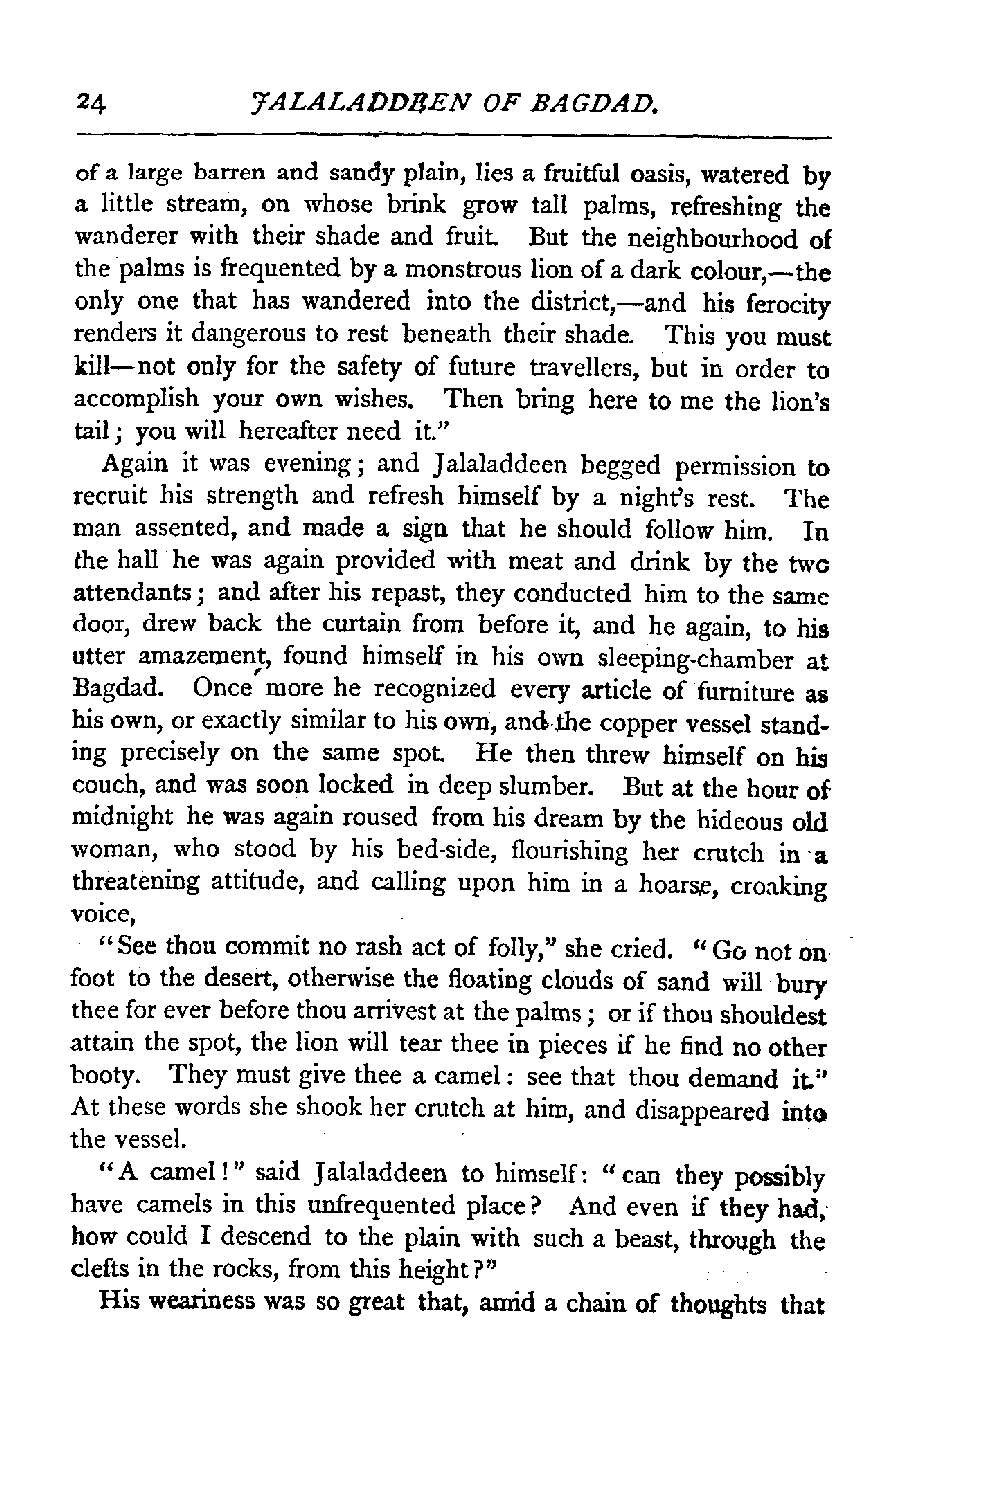 24 JALALADDEEN OF BAGDAD.
of a large barren and sandy plain, lies a fruitful oasis, watered by
a little stream, on whose brink grow tall palms, refreshing the
wanderer with their shade and fruit. But the neighbourhood of
the palms is frequented by a monstrous lion of a dark colour,—the
only one that has wandered into the district,—and his ferocity
renders it dangerous to rest beneath their shade. This you must
kill—not only for the safety of future travellers, but in order to
accomplish your own wishes. Then bring here to me the lion's
tail; you will hereafter need it."
Again it was evening; and Jalaladdeen begged permission to
recruit his strength and refresh himself by a night's rest. The
man assented, and made a sign that he should follow him. In
the hall he was again provided with meat and drink by the two
attendants; and after his repast, they conducted him to the same
door, drew back the curtain from before it, and he again, to his
utter amazement, found himself in his own sleeping-chamber at
Bagdad. Once more he recognized every article of furniture as
his own, or exactly similar to his own, and the copper vessel stand-
ing precisely on the same spot. He then threw himself on his
couch, and was soon locked in deep slumber. But at the hour of
midnight he was again roused from his dream by the hideous old
woman, who stood by his bed-side, flourishing her crutch in a
threatening attitude, and calling upon him in a hoarse, croaking
voice,
"See thou commit no rash act of folly," she cried. "Go not on
foot to the desert, otherwise the floating clouds of sand will bury
thee for ever before thou arrivest at the palms; or if thou shouldest
attain the spot, the lion will tear thee in pieces if he find no other
booty. They must give thee a camel: see that thou demand it."
At these words she shook her crutch at him, and disappeared into
the vessel.
"A camel!" said Jalaladdeen to himself: "can they possibly
have camels in this unfrequented place? And even if they had,
how could I descend to the plain with such a beast, through the
clefts in the rocks, from this height?"
His weariness was so great that, amid a chain of thoughts that